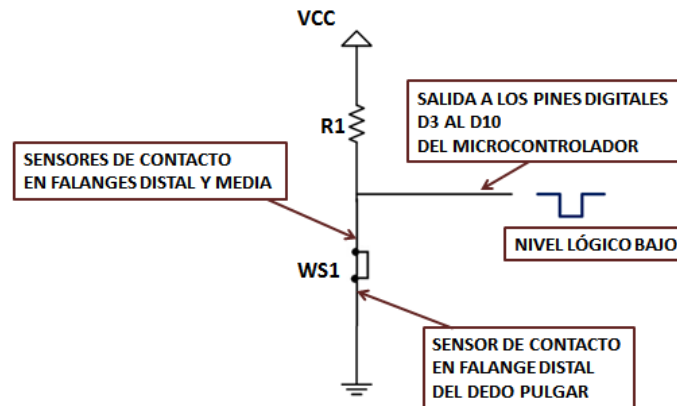 VCC
SALIDA A LOS PINES DIGITALES
D3 AL D10
DEL MICROCONTROLADOR
R1
SENSORES DE CONTACTO
EN FALANGES DISTAL Y MEDIA
NIVEL LÓGICO BAJO
WS1
SENSOR DE CONTACTO
EN FALANGE DISTAL
DEL DEDO PULGAR